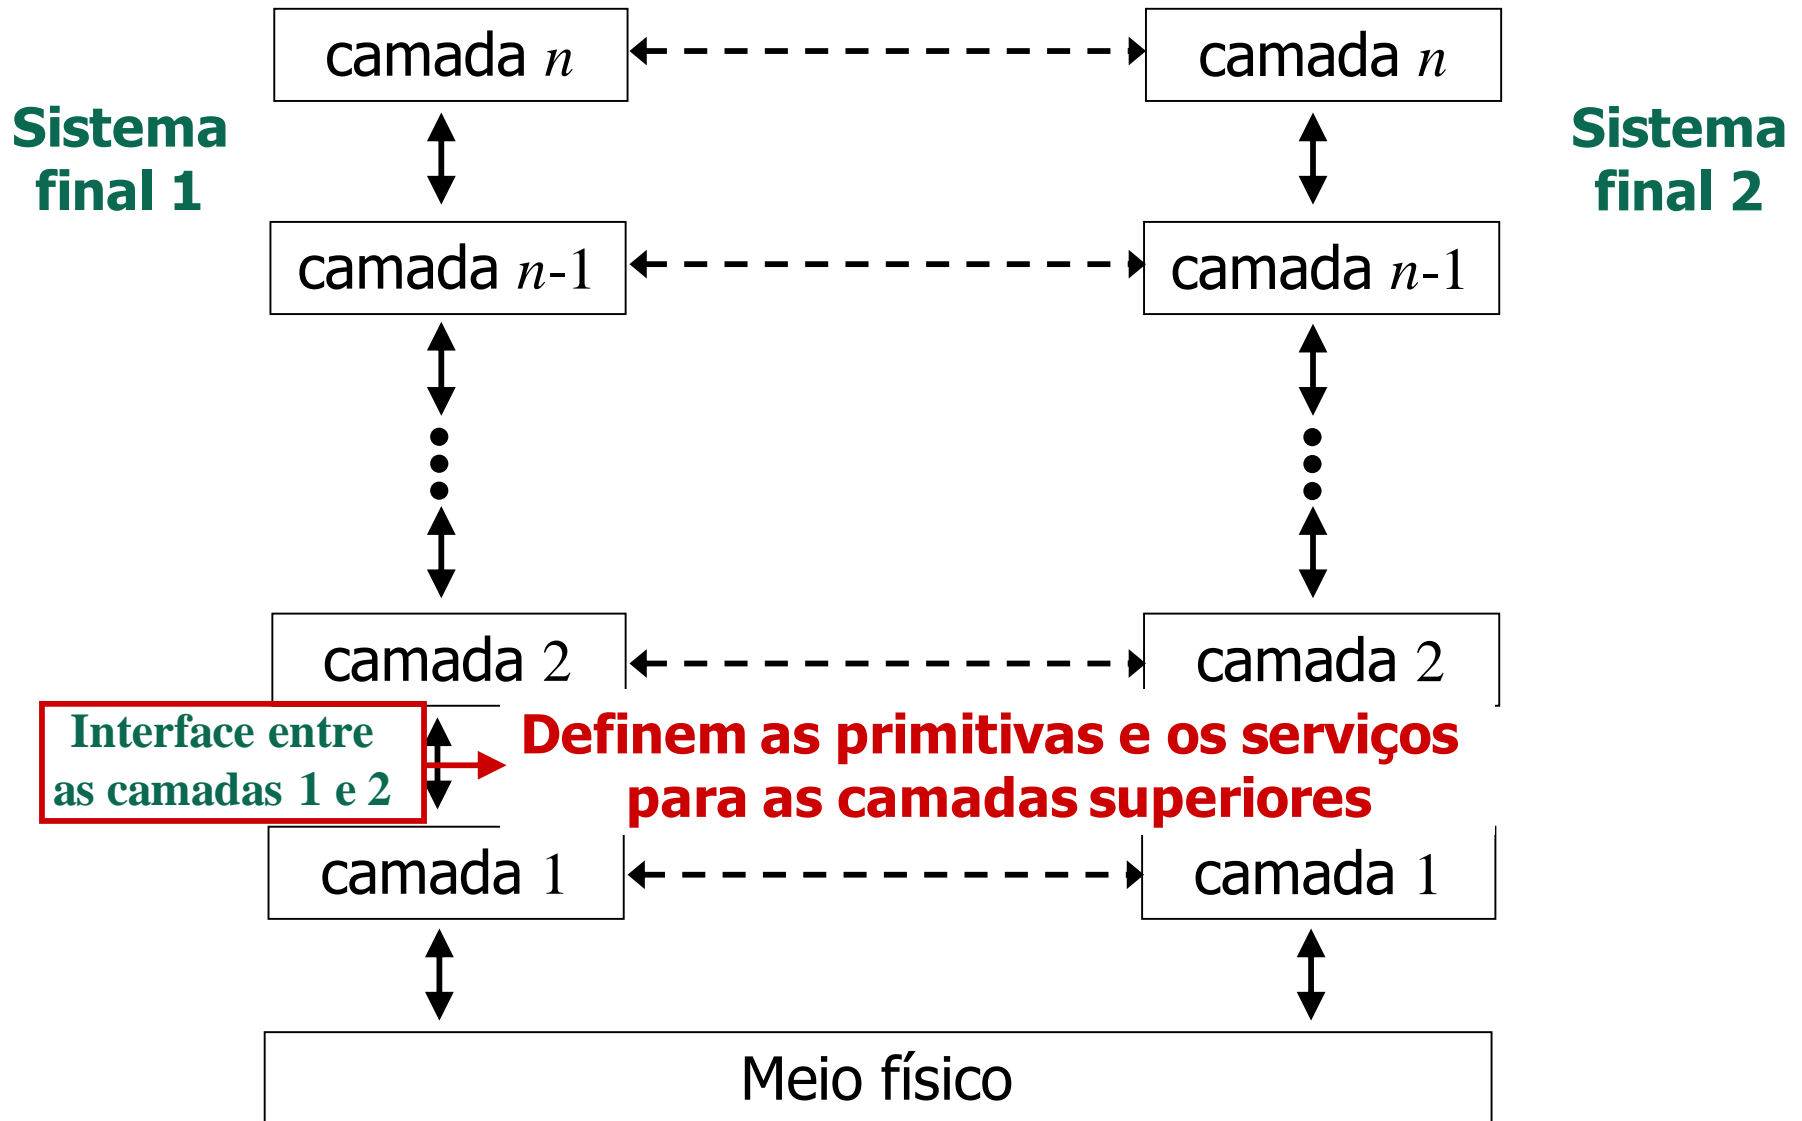 camada n
camada n
Sistema
final 1
Sistema
final 2
camada n-1
camada n-1
camada 2
camada 2
Interface entre
as camadas 1 e 2
Definem as primitivas e os serviços
para as camadas superiores
camada 1
camada 1
Meio físico